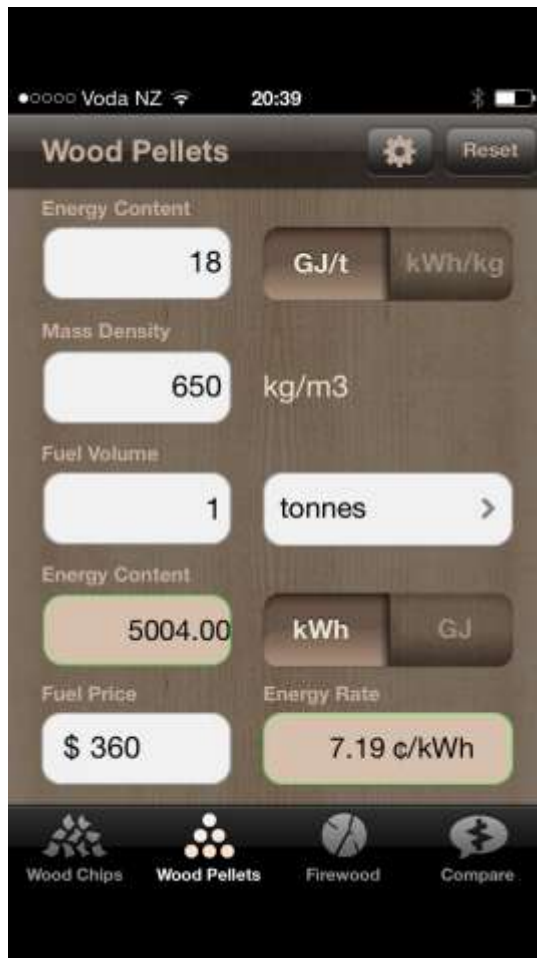 Voda NZ 20:39
Wood Pellets Reset
Energy Content
18 GJ/t kWh/kg
Mass Density
650 kg/m3
Fuel Volume
1 tonnes >
Energy Content
5004.00 kWh GJ
Fuel Price Energy Rate
$ 360 7.19 c/kWh
Wood Chips Wood Pellets Firewood Compare